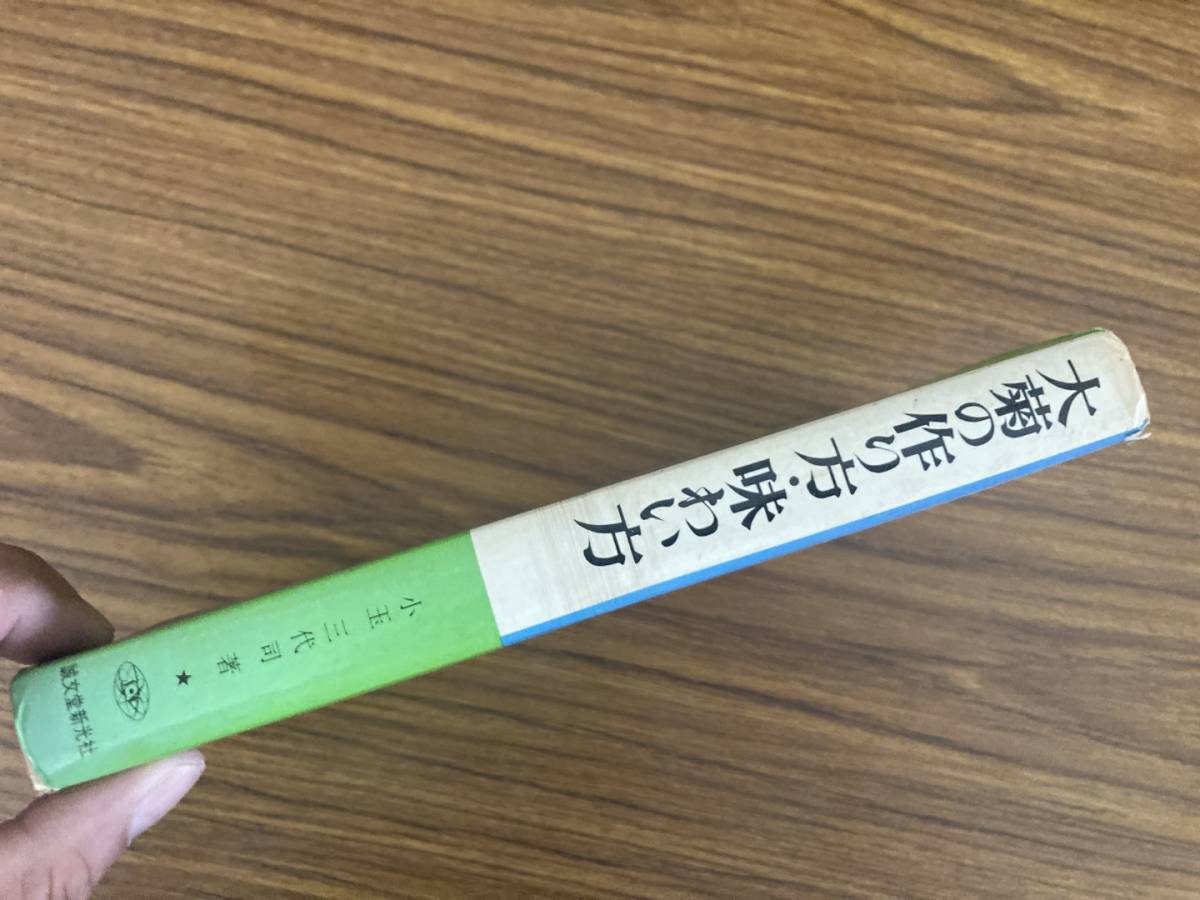 大菊の作り方・味わい方
小玉三代司 著
★
誠文堂新光社